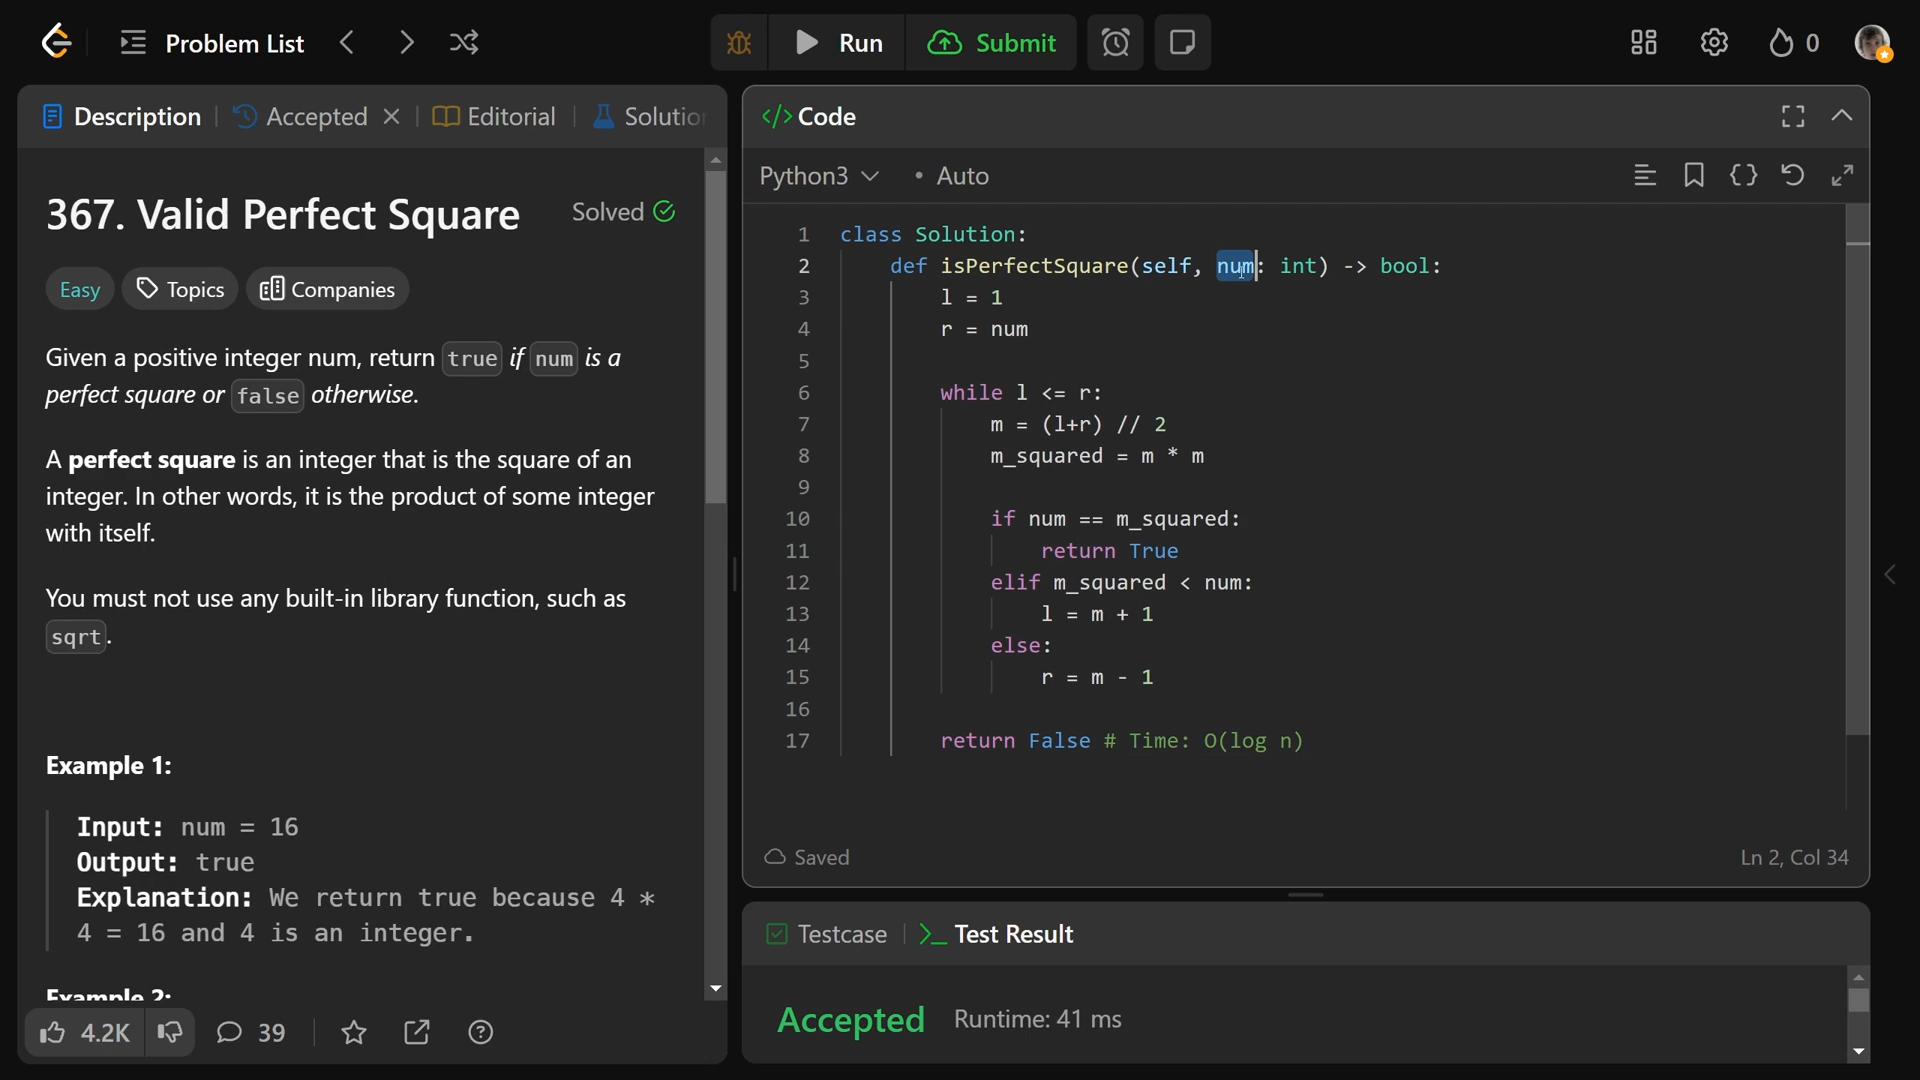 Problem List
Run
Submit
0
Description
Accepted
Editorial
Solution
367. Valid Perfect Square
Solved
Easy
Topics
Companies
Given a positive integer num, return true if num is a
perfect square or false otherwise.
A perfect square is an integer that is the square of an
integer. In other words, it is the product of some integer
with itself.
You must not use any built-in library function, such as
sqrt.
Example 1:
Input: num = 16
Output: true
Explanation: We return true because 4 *
4 = 16 and 4 is an integer.
Example 2:
4.2K
39
</> Code
Python3
• Auto
1 class Solution:
2 def isPerfectSquare(self, num: int) -> bool:
3 l = 1
4 r = num
5
6 while l <= r:
7 m = (l+r) // 2
8 m_squared = m * m
9
10 if num == m_squared:
11 return True
12 elif m_squared < num:
13 l = m + 1
14 else:
15 r = m - 1
16
17 return False # Time: O(log n)
Saved
Ln 2, Col 34
Testcase
>_ Test Result
Accepted
Runtime: 41 ms